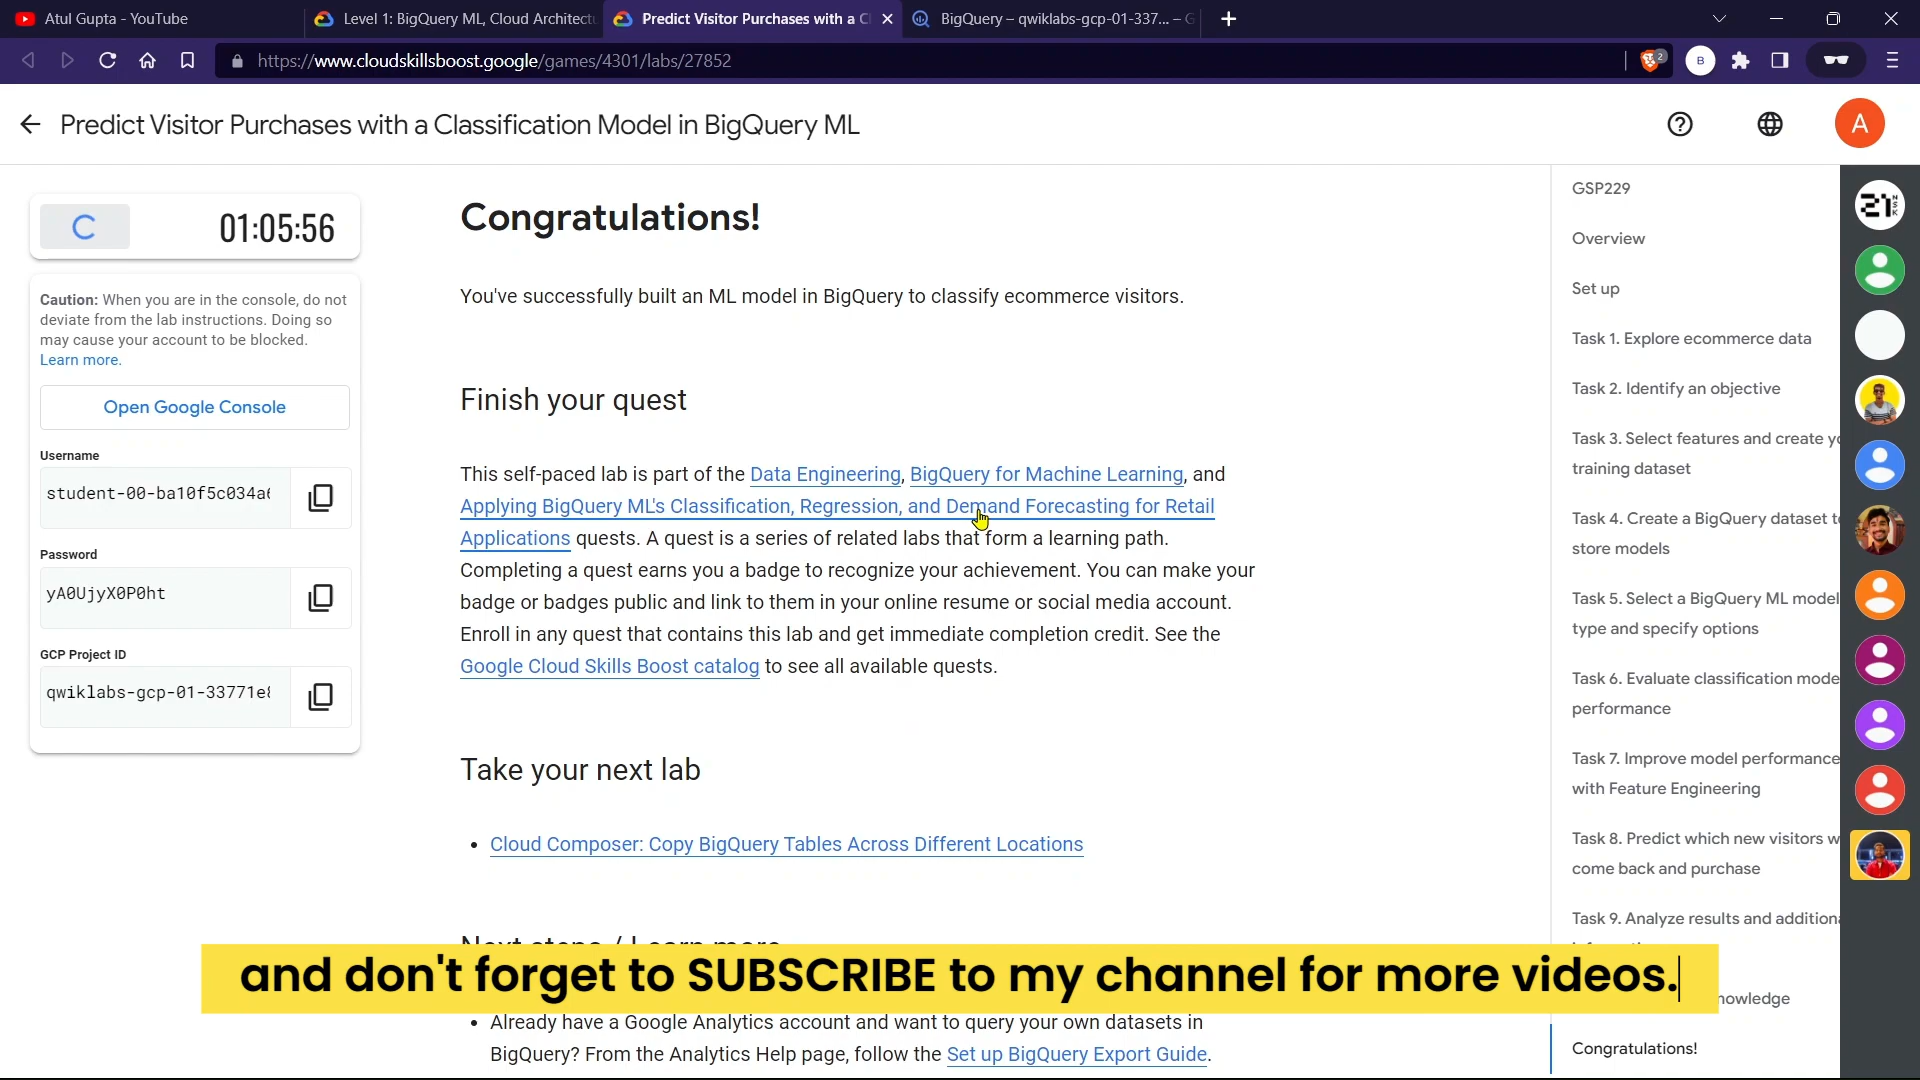 Atul Gupta - YouTube
Level 1: BigQuery ML, Cloud Architectu
Predict Visitor Purchases with a Cl
BigQuery – qwiklabs-gcp-01-337... – G
https://www.cloudskillsboost.google/games/4301/labs/27852
2
B
Predict Visitor Purchases with a Classification Model in BigQuery ML
A
01:05:56
Caution: When you are in the console, do not
deviate from the lab instructions. Doing so
may cause your account to be blocked.
Learn more.
Open Google Console
Username
student-00-ba10f5c034a6
Password
yA0UjyX0P0ht
GCP Project ID
qwiklabs-gcp-01-33771e8
Congratulations!
You've successfully built an ML model in BigQuery to classify ecommerce visitors.
Finish your quest
This self-paced lab is part of the Data Engineering, BigQuery for Machine Learning, and
Applying BigQuery ML's Classification, Regression, and Demand Forecasting for Retail
Applications quests. A quest is a series of related labs that form a learning path.
Completing a quest earns you a badge to recognize your achievement. You can make your
badge or badges public and link to them in your online resume or social media account.
Enroll in any quest that contains this lab and get immediate completion credit. See the
Google Cloud Skills Boost catalog to see all available quests.
Take your next lab
Cloud Composer: Copy BigQuery Tables Across Different Locations
Next steps / Learn more
and don't forget to SUBSCRIBE to my channel for more videos.
Already have a Google Analytics account and want to query your own datasets in
BigQuery? From the Analytics Help page, follow the Set up BigQuery Export Guide.
GSP229
Overview
Set up
Task 1. Explore ecommerce data
Task 2. Identify an objective
Task 3. Select features and create yo
training dataset
Task 4. Create a BigQuery dataset to
store models
Task 5. Select a BigQuery ML model
type and specify options
Task 6. Evaluate classification mode
performance
Task 7. Improve model performance
with Feature Engineering
Task 8. Predict which new visitors w
come back and purchase
Task 9. Analyze results and additiona
nowledge
Congratulations!
21
NSK